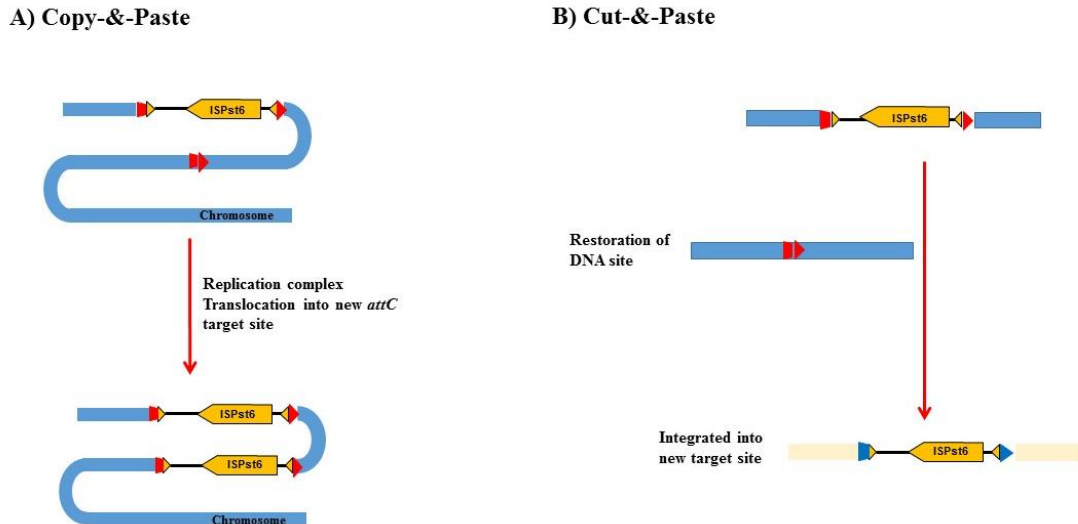 A) Copy-&-Paste
ISPst6
Chromosome
Replication complex
Translocation into new attC
target site
ISPst6
ISPst6
Chromosome
B) Cut-&-Paste
ISPst6
Restoration of
DNA site
Integrated into
new target site
ISPst6